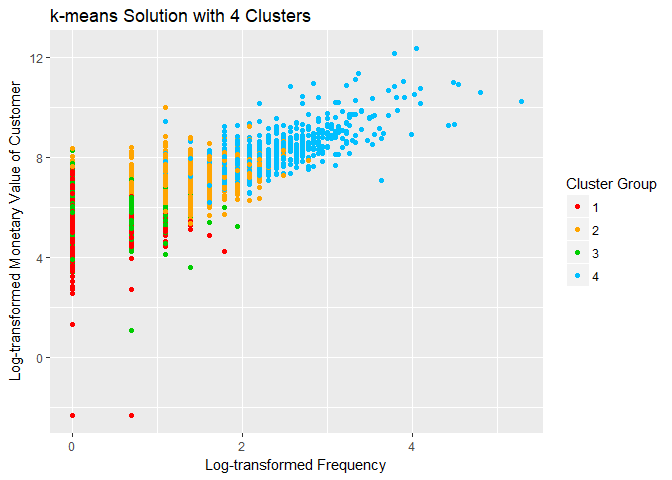 k-means Solution with 4 Clusters
Log-transformed Monetary Value of Customer
12
8
4
0
0
2
4
Log-transformed Frequency
Cluster Group
1
2
3
4